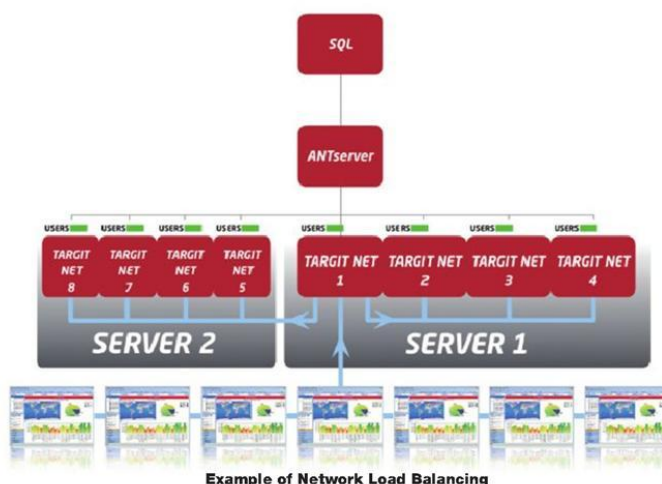 SQL
ANTserver
USERS USERS USERS USERS USERS USERS USERS USERS
TARGIT NET 8
TARGIT NET 7
TARGIT NET 6
TARGIT NET 5
TARGIT NET 1
TARGIT NET 2
TARGIT NET 3
TARGIT NET 4
SERVER 2
SERVER 1
Example of Network Load Balancing